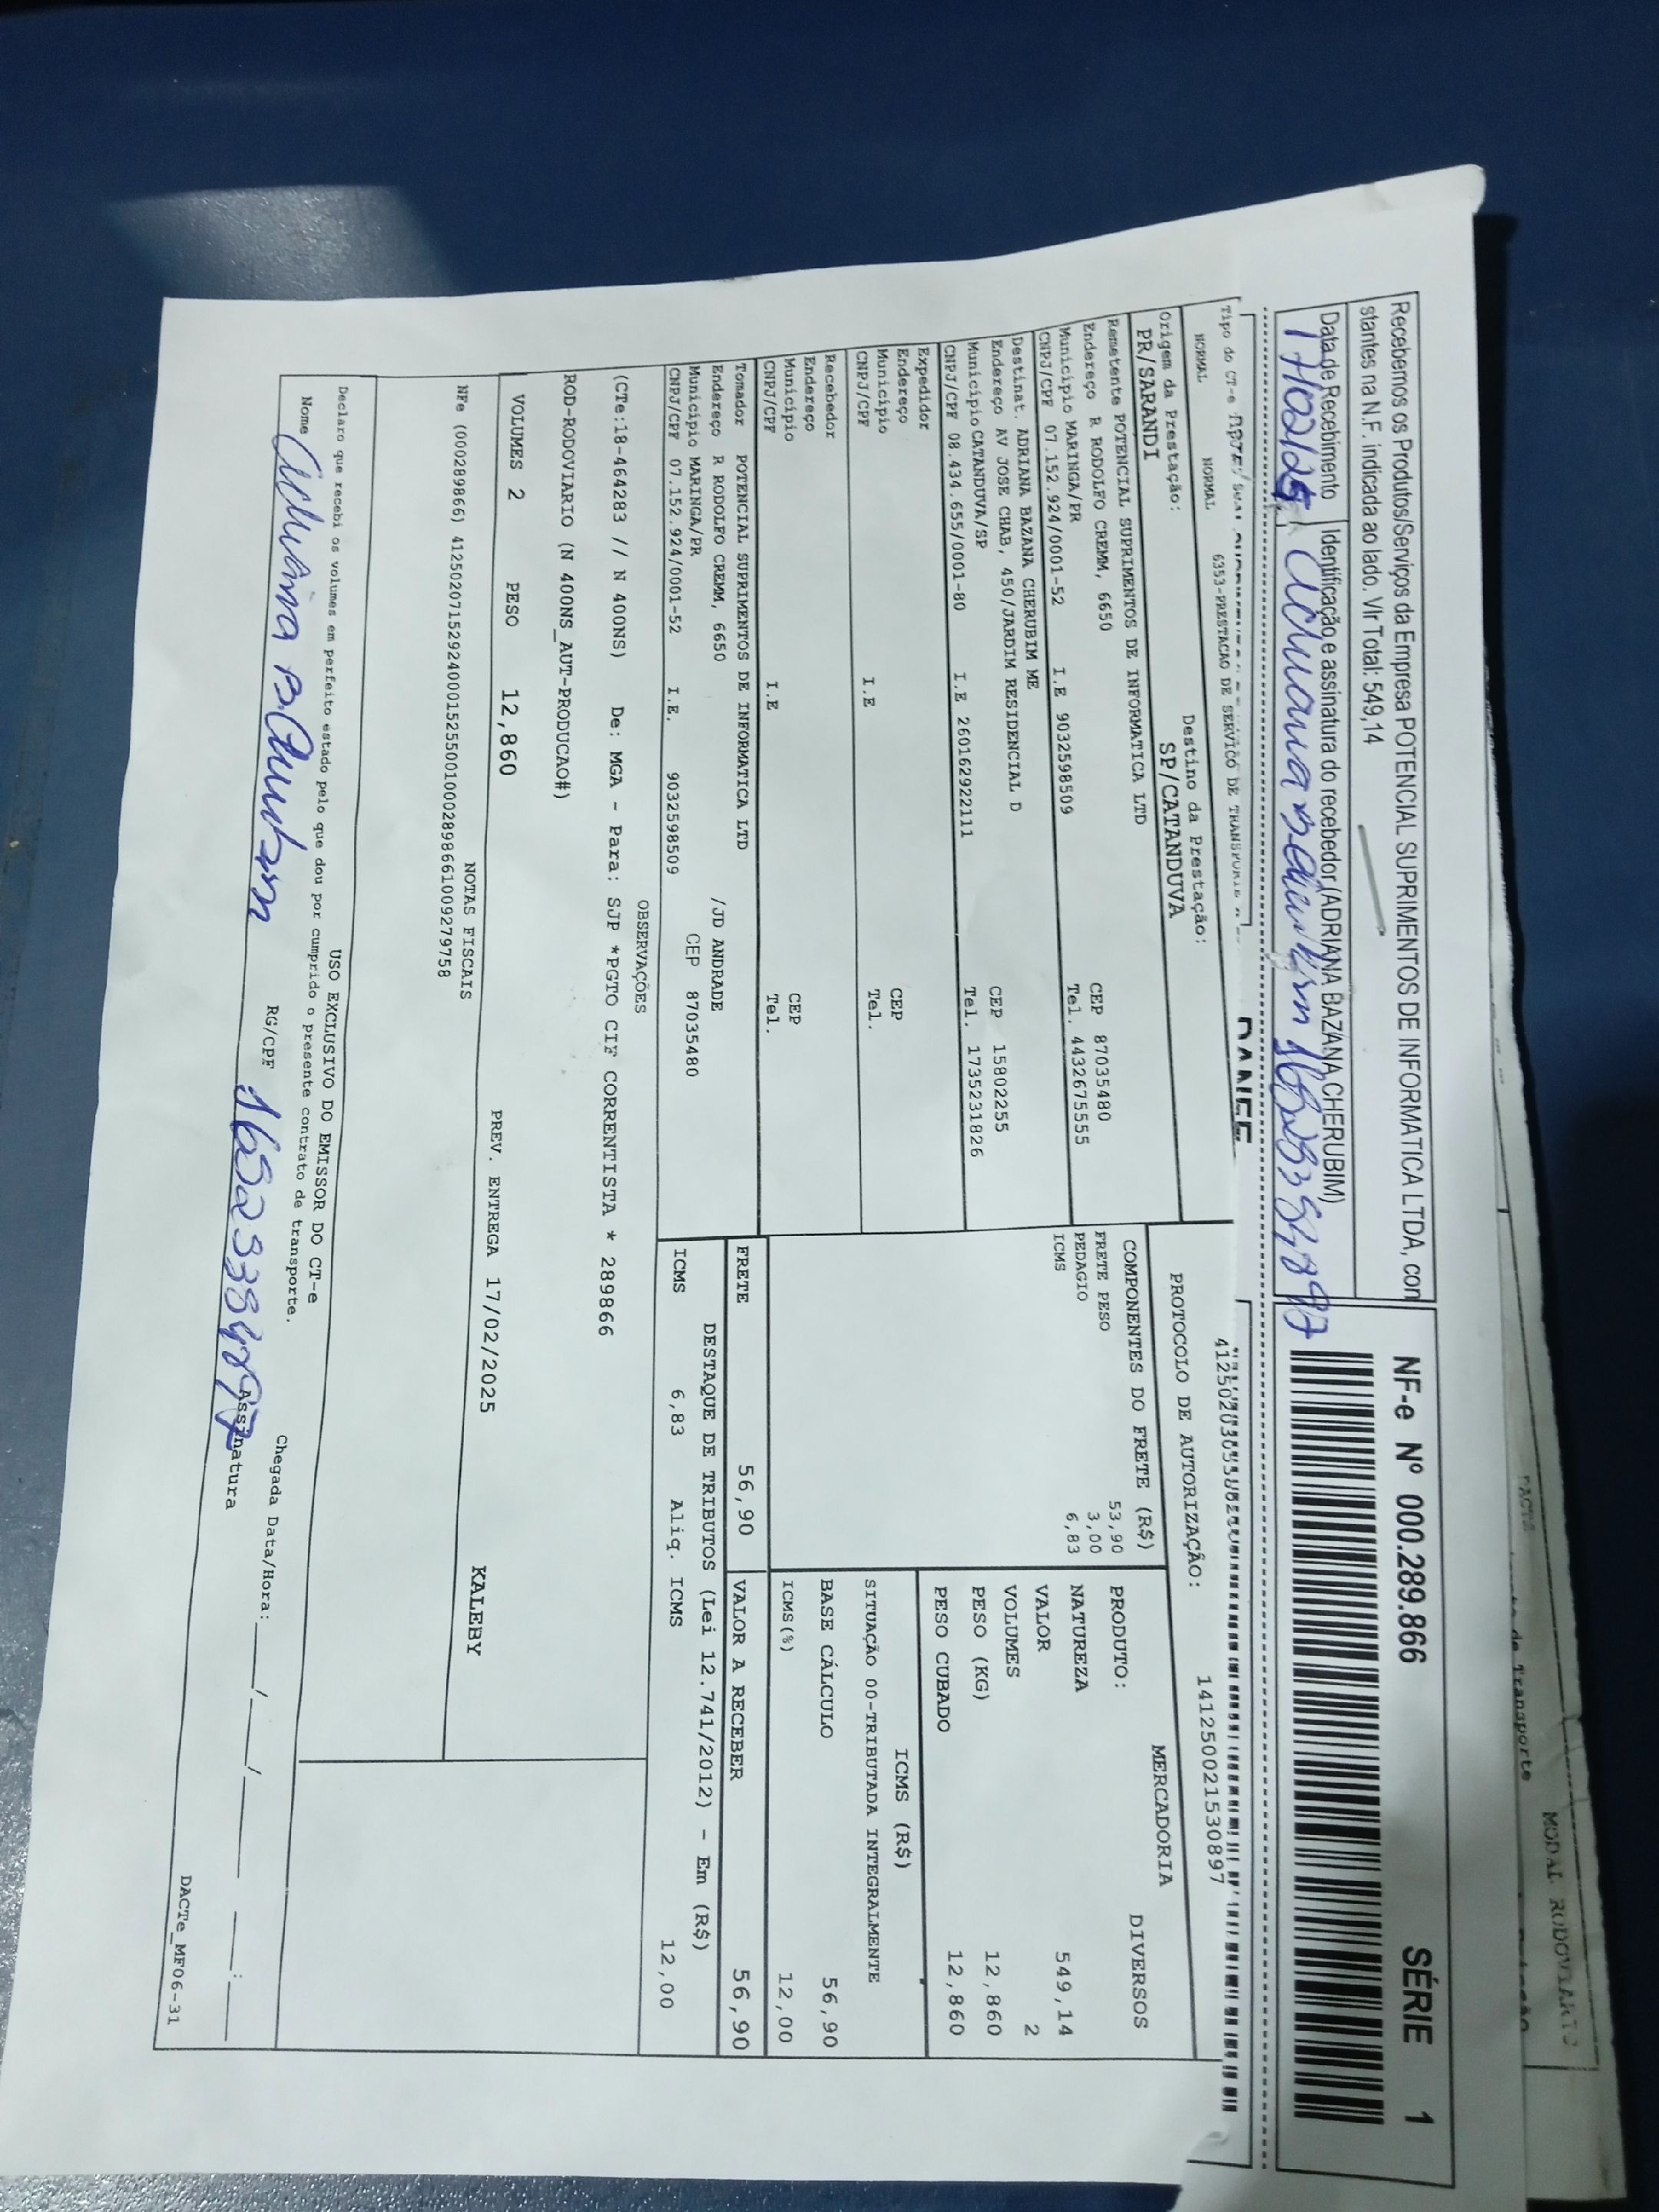 Recebemos os Produtos/Serviços da Empresa POTENCIAL SUPRIMENTOS DE INFORMATICA LTDA, con
stantes na N.F. indicada ao lado. Vlr Total: 549,14
Data de Recebimento
Identificação e assinatura do recebedor (ADRIANA BAZANA CHERUBIM)
NF-e Nº 000.289.866 SÉRIE 1
DANFE
Tipo do CT-e
NORMAL NORMAL 6353-PRESTACAO DE SERVIÇO DE
PROTOCOLO DE AUTORIZAÇÃO: 141250021530897
Origem da Prestação: Destino da Prestação:
PR/SARANDI SP/CATANDUVA
Remetente POTENCIAL SUPRIMENTOS DE INFORMATICA LTD
Endereço R RODOLFO CREMM, 6650 CEP 87035480
Município MARINGA/PR Tel. 4432675555
CNPJ/CPF 07.152.924/0001-52 I.E 9032598509
Destinat. ADRIANA BAZANA CHERUBIM ME
Endereço AV JOSE CHAB, 450/JARDIM RESIDENCIAL D CEP 15802255
Município CATANDUVA/SP Tel. 1735231826
CNPJ/CPF 08.434.655/0001-80 I.E 260162922111
Expedidor
Endereço CEP
Município Tel.
CNPJ/CPF I.E
Recebedor
Endereço
Município CEP
CNPJ/CPF I.E Tel.
COMPONENTES DO FRETE (R$)
FRETE PESO 53,90
PEDAGIO 3,00
ICMS 6,83
MERCADORIA
PRODUTO: DIVERSOS
NATUREZA
VALOR 549,14
VOLUMES 2
PESO (KG) 12,860
PESO CUBADO 12,860
ICMS (R$)
SITUAÇÃO 00-TRIBUTADA INTEGRALMENTE
BASE CÁLCULO 56,90
ICMS(%) 12,00
Tomador POTENCIAL SUPRIMENTOS DE INFORMATICA LTD
Endereço R RODOLFO CREMM, 6650 /JD ANDRADE
Município MARINGA/PR CEP 87035480
CNPJ/CPF 07.152.924/0001-52 I.E. 9032598509
FRETE 56,90 VALOR A RECEBER 56,90
DESTAQUE DE TRIBUTOS (Lei 12.741/2012) - Em (R$)
ICMS 6,83 Aliq. ICMS 12,00
OBSERVAÇÕES
(CTe:18-464283 // N 400NS) De: MGA - Para: SJP *PGTO CIF CORRENTISTA * 289866
ROD-RODOVIARIO (N 400NS_AUT-PRODUCAO#)
VOLUMES 2 PESO 12,860 PREV. ENTREGA 17/02/2025 KALEBY
NOTAS FISCAIS
NFe (000289866) 41250207152924000152550010002898661009279758
USO EXCLUSIVO DO EMISSOR DO CT-e
Declaro que recebi os volumes em perfeito estado pelo que dou por cumprido o presente contrato de transporte.
Chegada Data/Hora: ___/___/_____ ___:___
Nome Adriana B. Cherubim RG/CPF Assinatura
DACTe_MF06-31
MODAL RODOVIARIO
DACTE
de Transporte